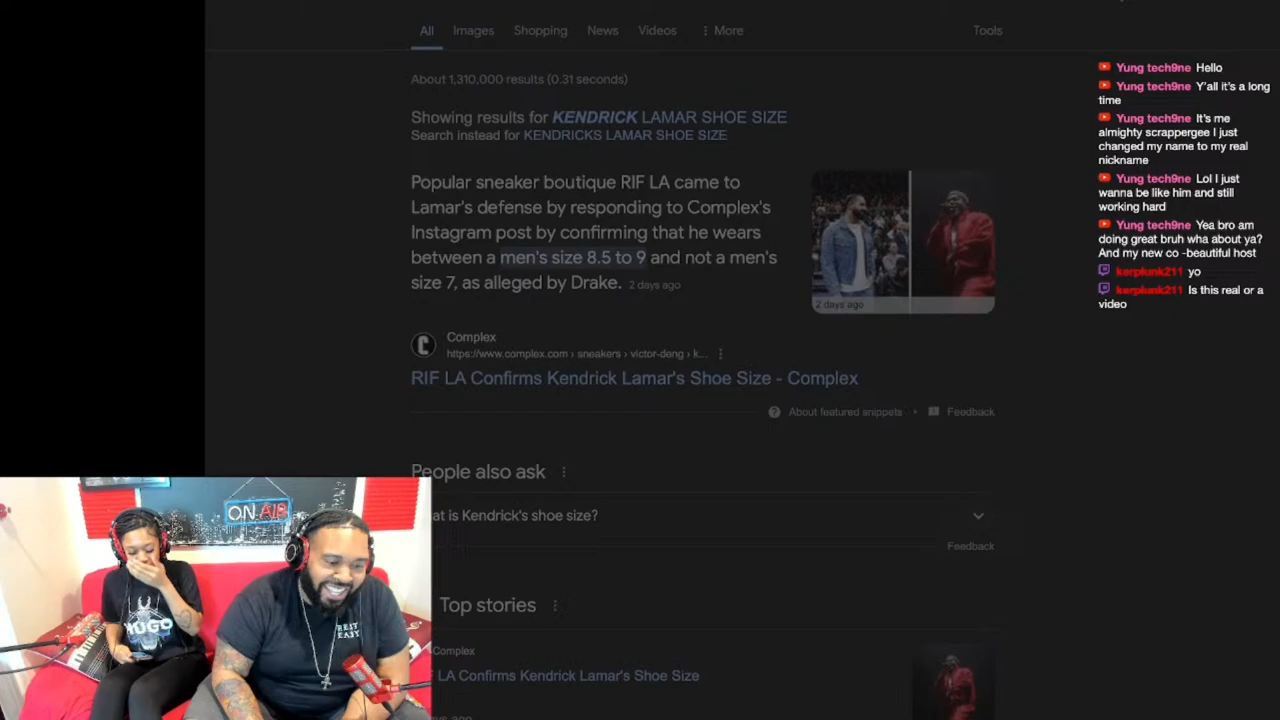 All Images Shopping News Videos More Tools
About 1,310,000 results (0.31 seconds)
Showing results for KENDRICK LAMAR SHOE SIZE
Search instead for KENDRICKS LAMAR SHOE SIZE
Popular sneaker boutique RIF LA came to
Lamar's defense by responding to Complex's
Instagram post by confirming that he wears
between a men's size 8.5 to 9 and not a men's
size 7, as alleged by Drake. 2 days ago
2 days ago
Complex
https://www.complex.com › sneakers › victor-deng › k...
RIF LA Confirms Kendrick Lamar's Shoe Size - Complex
About featured snippets Feedback
People also ask
at is Kendrick's shoe size?
Feedback
Top stories
Complex
LA Confirms Kendrick Lamar's Shoe Size
ON AIR
HUGO
Yung tech9ne Hello
Yung tech9ne Y'all it's a long
time
Yung tech9ne It's me
almighty scrappergee I just
changed my name to my real
nickname
Yung tech9ne Lol I just
wanna be like him and still
working hard
Yung tech9ne Yea bro am
doing great bruh wha about ya?
And my new co -beautiful host
kerplunk211 yo
kerplunk211 Is this real or a
video